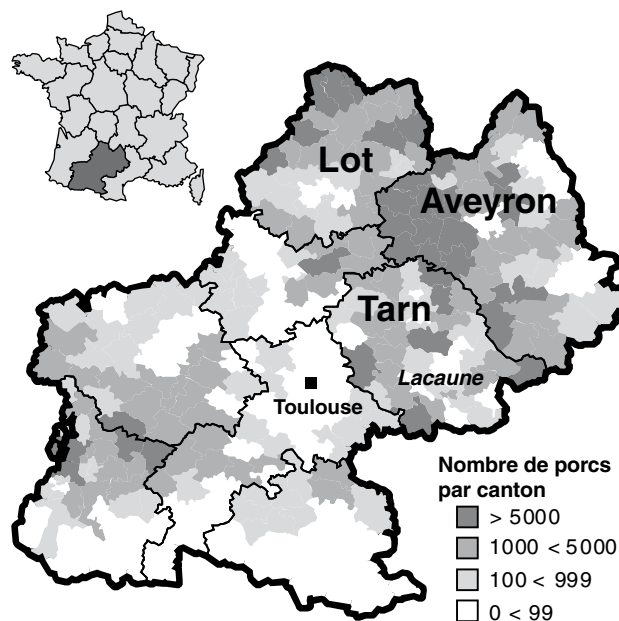 Lot
Aveyron
Tarn
Lacaune
Toulouse
Nombre de porcs
par canton
> 5000
1000 < 5000
100 < 999
0 < 99